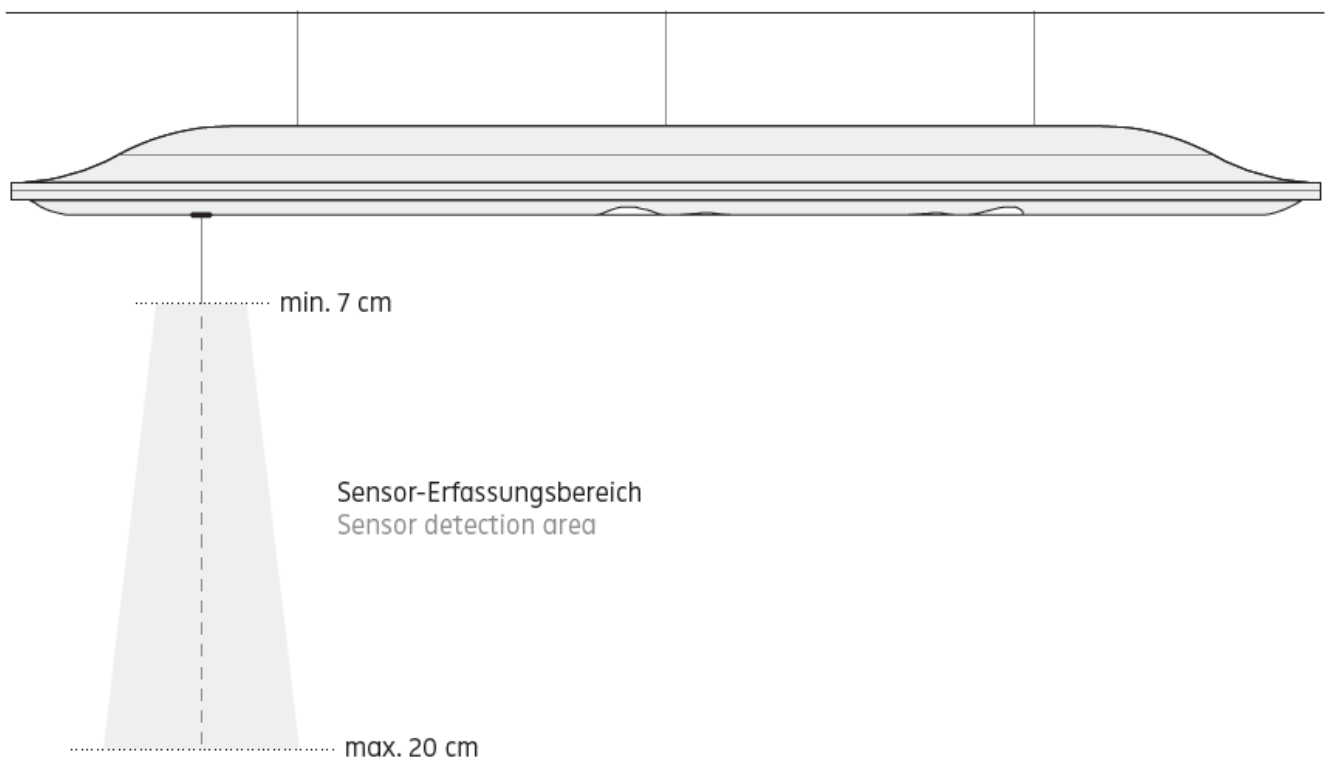 min. 7 cm
Sensor-Erfassungsbereich
Sensor detection area
max. 20 cm